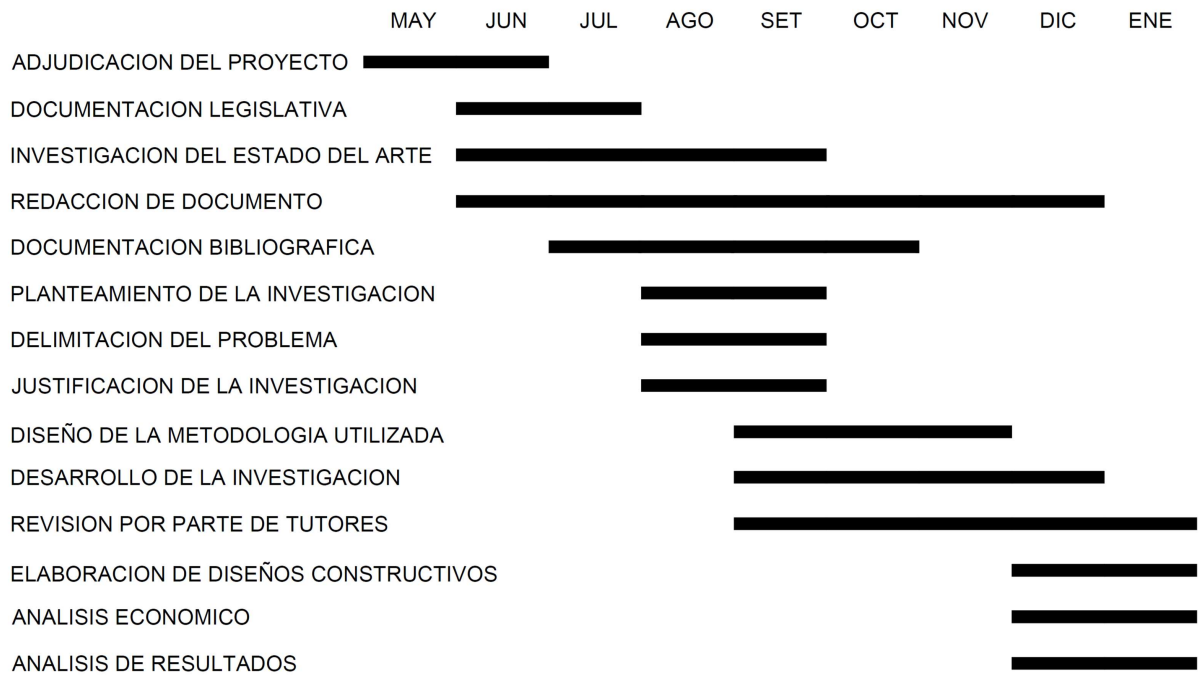 MAY JUN JUL AGO SET OCT NOV DIC ENE
ADJUDICACION DEL PROYECTO
DOCUMENTACION LEGISLATIVA
INVESTIGACION DEL ESTADO DEL ARTE
REDACCION DE DOCUMENTO
DOCUMENTACION BIBLIOGRAFICA
PLANTEAMIENTO DE LA INVESTIGACION
DELIMITACION DEL PROBLEMA
JUSTIFICACION DE LA INVESTIGACION
DISEÑO DE LA METODOLOGIA UTILIZADA
DESARROLLO DE LA INVESTIGACION
REVISION POR PARTE DE TUTORES
ELABORACION DE DISEÑOS CONSTRUCTIVOS
ANALISIS ECONOMICO
ANALISIS DE RESULTADOS